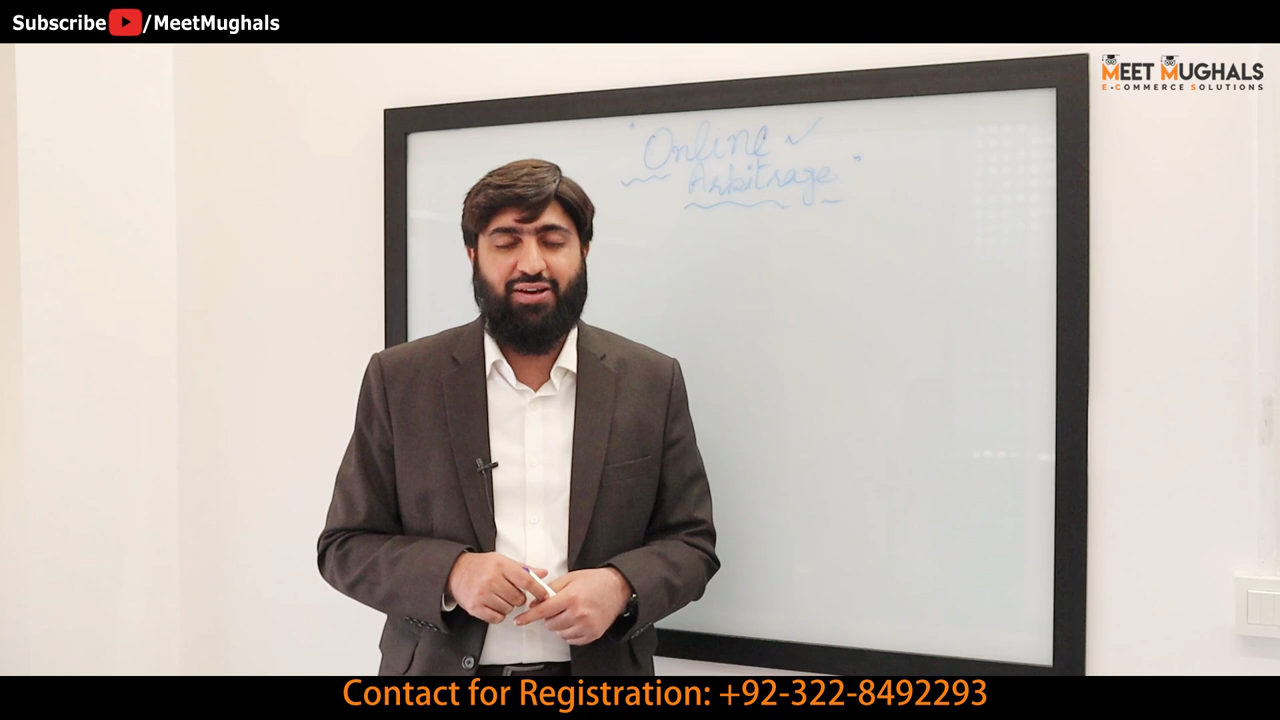 Subscribe /MeetMughals
MEET MUGHALS
E-COMMERCE SOLUTIONS
"Online
Arbitrage"
Contact for Registration: +92-322-8492293